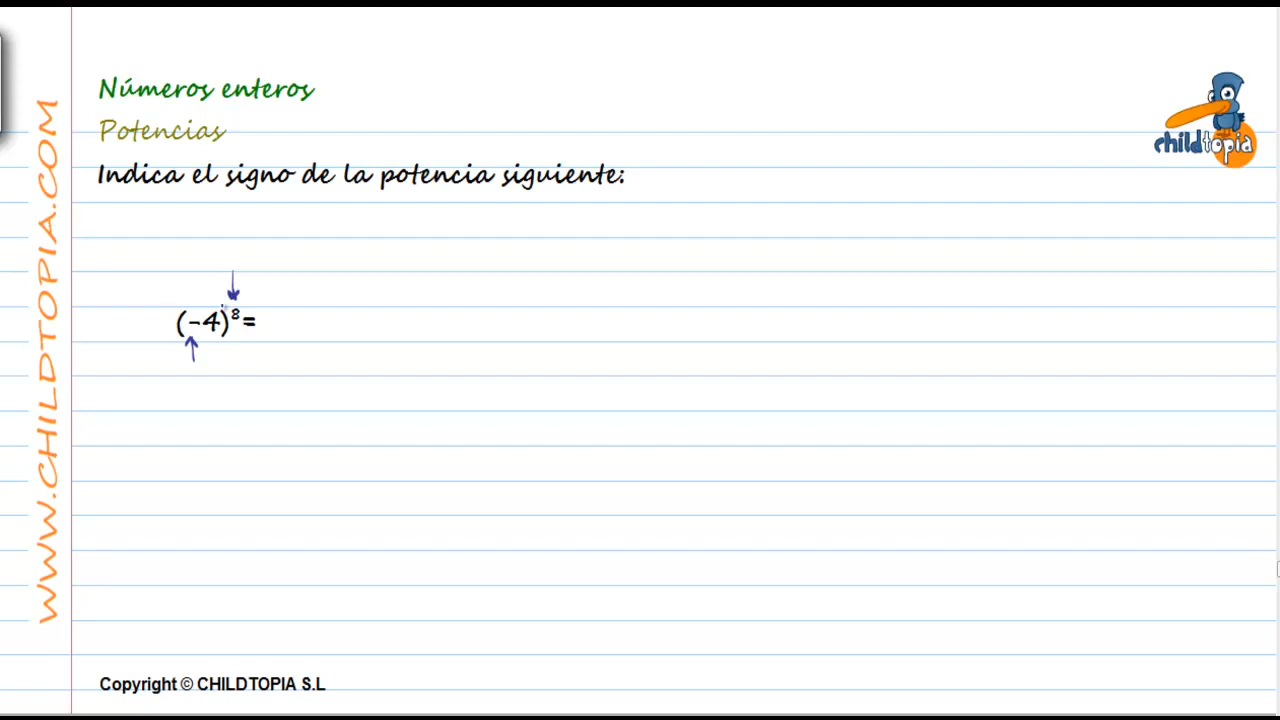 Números enteros
Potencias
Indica el signo de la potencia siguiente:
childtopia
(-4)⁸=
WWW.CHILDTOPIA.COM
Copyright © CHILDTOPIA S.L